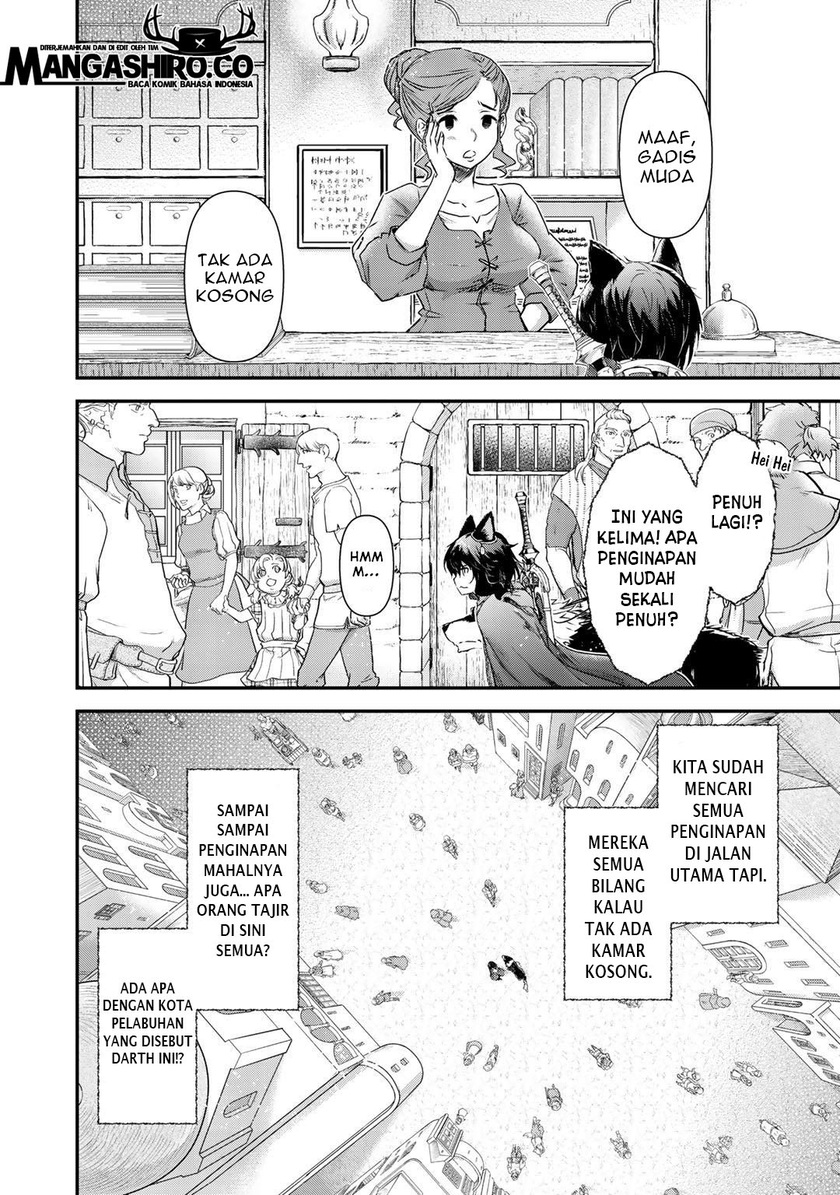 DITERJEMAHKAN DAN DI EDIT OLEH TIM
MANGASHIRO.CO
BACA KOMIK BAHASA INDONESIA
MAAF,
GADIS
MUDA
TAK ADA
KAMAR
KOSONG
Hei Hei
PENUH
LAGI!?
INI YANG
KELIMA! APA
PENGINAPAN
MUDAH
SEKALI
PENUH?
HMM
M...
KITA SUDAH
MENCARI
SEMUA
PENGINAPAN
DI JALAN
UTAMA TAPI.
MEREKA
SEMUA
BILANG
KALAU
TAK ADA
KAMAR
KOSONG.
SAMPAI
SAMPAI
PENGINAPAN
MAHALNYA
JUGA... APA
ORANG TAJIR
DI SINI
SEMUA?
ADA APA
DENGAN KOTA
PELABUHAN
YANG DISEBUT
DARTH INI!?